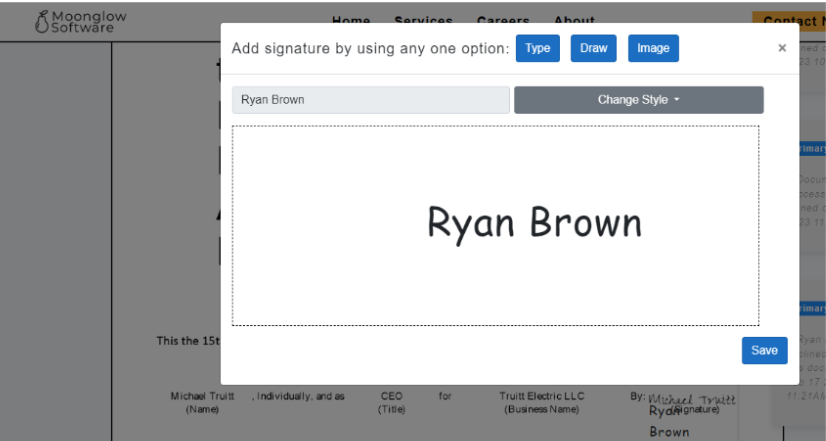 Moonglow
Software
Home Services Careers About
Contact
Add signature by using any one option: Type Draw Image ×
Ryan Brown
Change Style
Ryan Brown
Save
This the 15t
Michael Truitt , Individually, and as CEO for Truitt Electric LLC By: Michael Truitt
(Name) (Title) (Business Name) (Signature)
Ryan
Brown
11:21AM